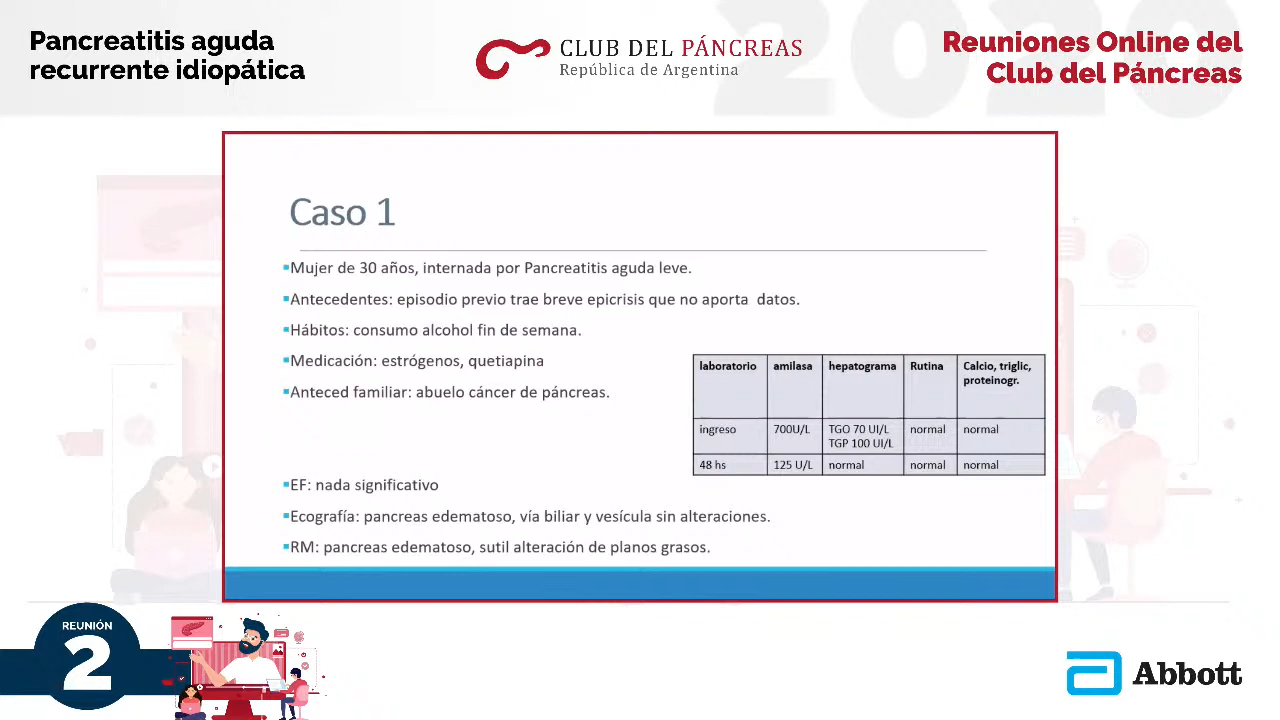 Pancreatitis aguda
recurrente idiopática
CLUB DEL PÁNCREAS
República de Argentina
2020
Reuniones Online del
Club del Páncreas
Caso 1
Mujer de 30 años, internada por Pancreatitis aguda leve.
Antecedentes: episodio previo trae breve epicrisis que no aporta datos.
Hábitos: consumo alcohol fin de semana.
Medicación: estrógenos, quetiapina
Anteced familiar: abuelo cáncer de páncreas.
laboratorio amilasa hepatograma Rutina Calcio, triglic,
proteinogr.
ingreso 700U/L TGO 70 UI/L normal normal
TGP 100 UI/L
48 hs 125 U/L normal normal normal
EF: nada significativo
Ecografía: pancreas edematoso, vía biliar y vesícula sin alteraciones.
RM: pancreas edematoso, sutil alteración de planos grasos.
REUNIÓN
2
Abbott